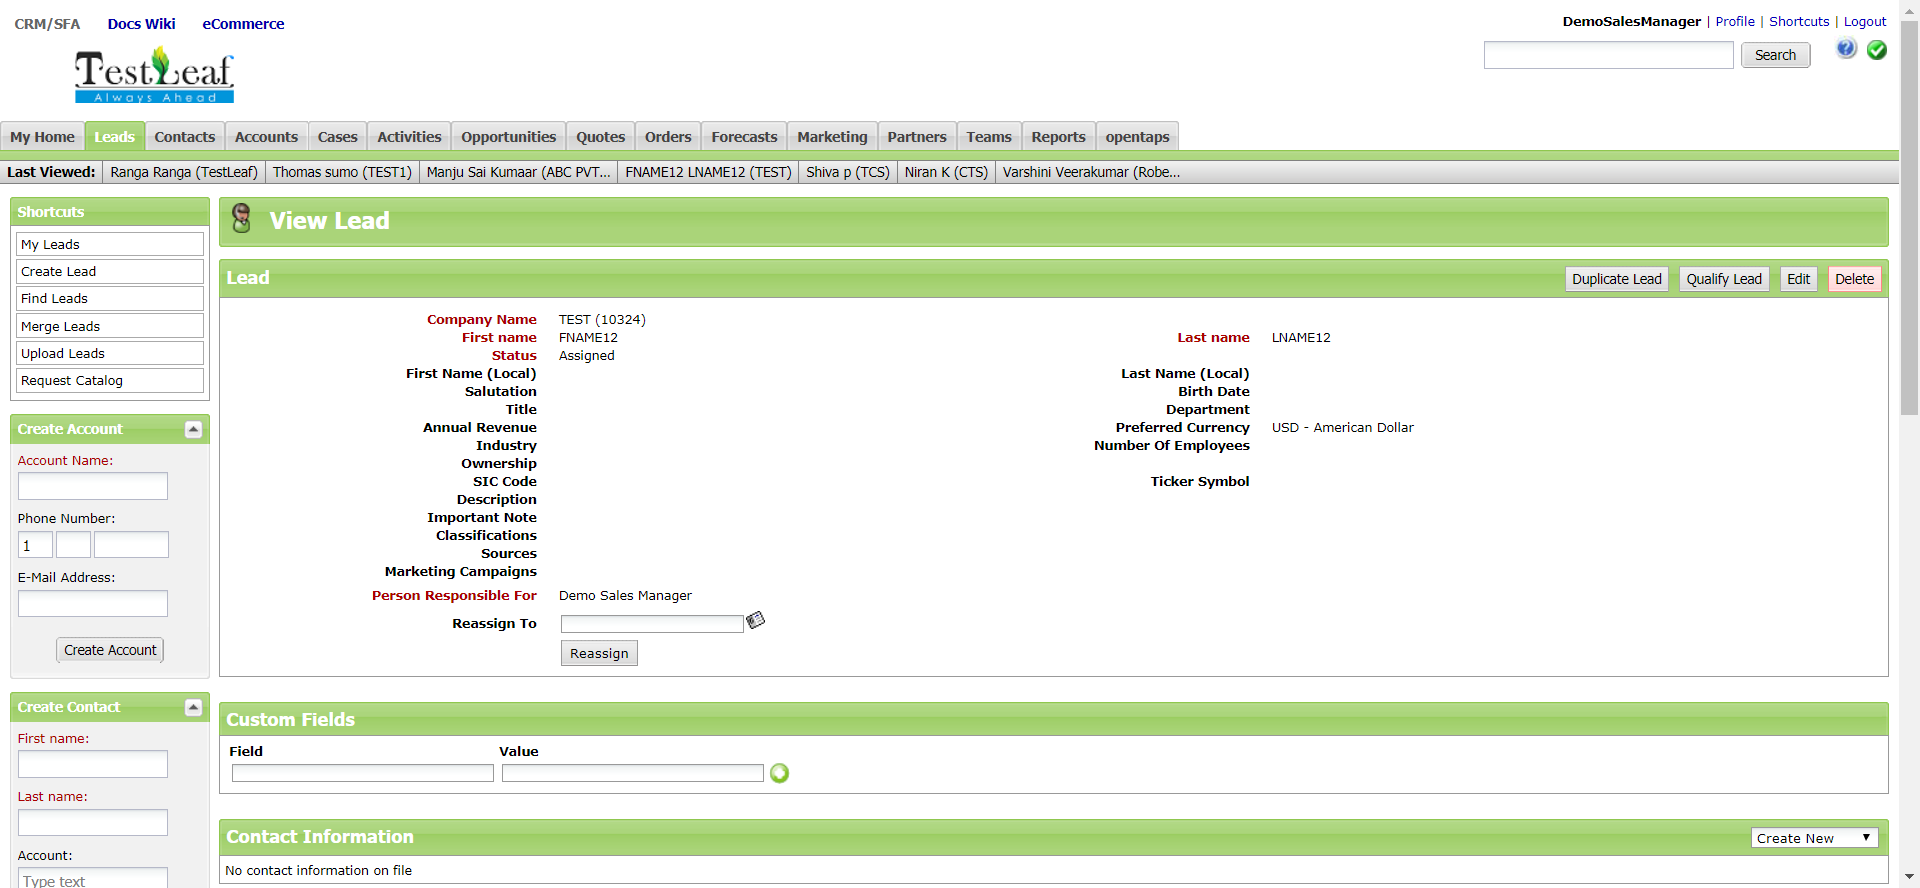 CRM/SFA Docs Wiki eCommerce
DemoSalesManager | Profile | Shortcuts | Logout
TestLeaf
Always Ahead
Search
My Home Leads Contacts Accounts Cases Activities Opportunities Quotes Orders Forecasts Marketing Partners Teams Reports opentaps
Last Viewed: Ranga Ranga (TestLeaf) Thomas sumo (TEST1) Manju Sai Kumaar (ABC PVT... FNAME12 LNAME12 (TEST) Shiva p (TCS) Niran K (CTS) Varshini Veerakumar (Robe...
Shortcuts
My Leads
Create Lead
Find Leads
Merge Leads
Upload Leads
Request Catalog
Create Account
Account Name:
Phone Number:
1
E-Mail Address:
Create Account
Create Contact
First name:
Last name:
Account:
Type text
View Lead
Lead
Duplicate Lead Qualify Lead Edit Delete
Company Name TEST (10324)
First name FNAME12 Last name LNAME12
Status Assigned
First Name (Local) Last Name (Local)
Salutation Birth Date
Title Department
Annual Revenue Preferred Currency USD - American Dollar
Industry Number Of Employees
Ownership
SIC Code Ticker Symbol
Description
Important Note
Classifications
Sources
Marketing Campaigns
Person Responsible For Demo Sales Manager
Reassign To
Reassign
Custom Fields
Field Value
Contact Information
Create New
No contact information on file